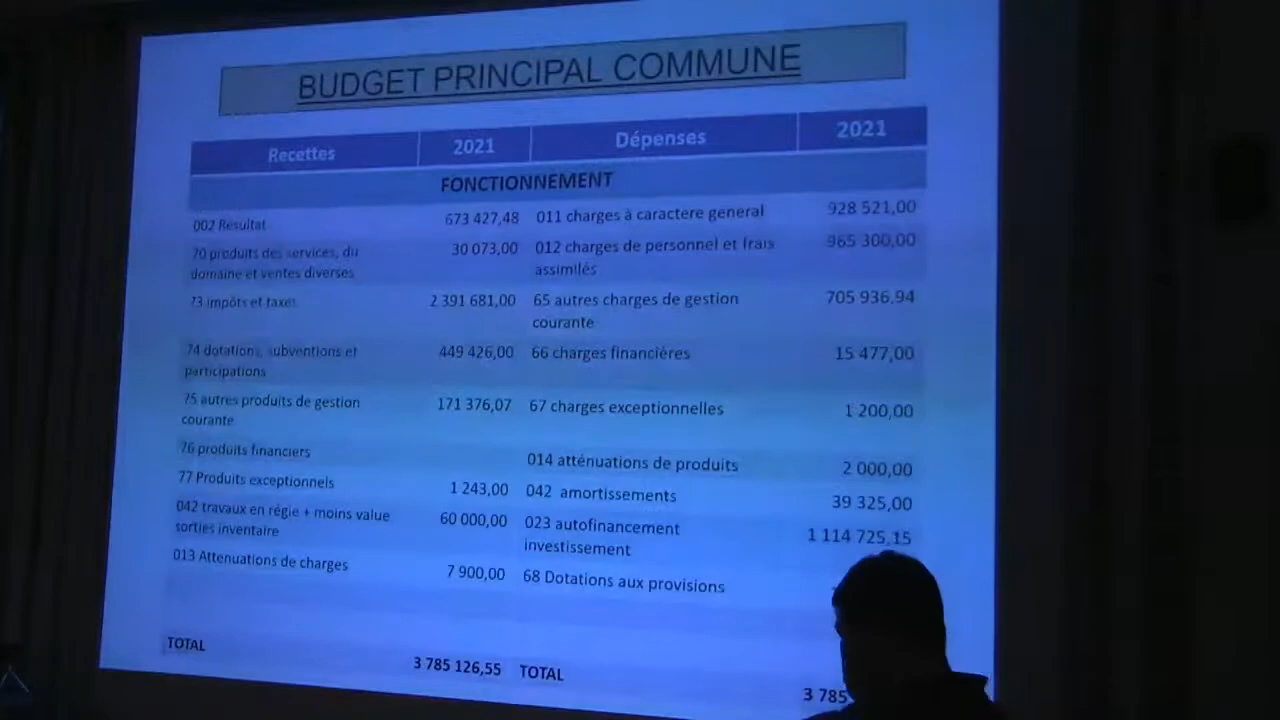 BUDGET PRINCIPAL COMMUNE
Recettes 2021 Dépenses 2021
FONCTIONNEMENT
002 Resultat 673 427,48 011 charges à caractere general 928 521,00
70 produits des services, du 30 073,00 012 charges de personnel et frais 965 300,00
domaine et ventes diverses assimilés
73 impôts et taxes 2 391 681,00 65 autres charges de gestion 705 936,94
courante
74 dotations, subventions et 449 426,00 66 charges financières 15 477,00
participations
75 autres produits de gestion 171 376,07 67 charges exceptionnelles 1 200,00
courante
76 produits financiers 014 atténuations de produits 2 000,00
77 Produits exceptionnels 1 243,00 042 amortissements 39 325,00
042 travaux en régie + moins value 60 000,00 023 autofinancement 1 114 725,15
sorties inventaire investissement
013 Attenuations de charges 7 900,00 68 Dotations aux provisions
TOTAL 3 785 126,55 TOTAL 3 785